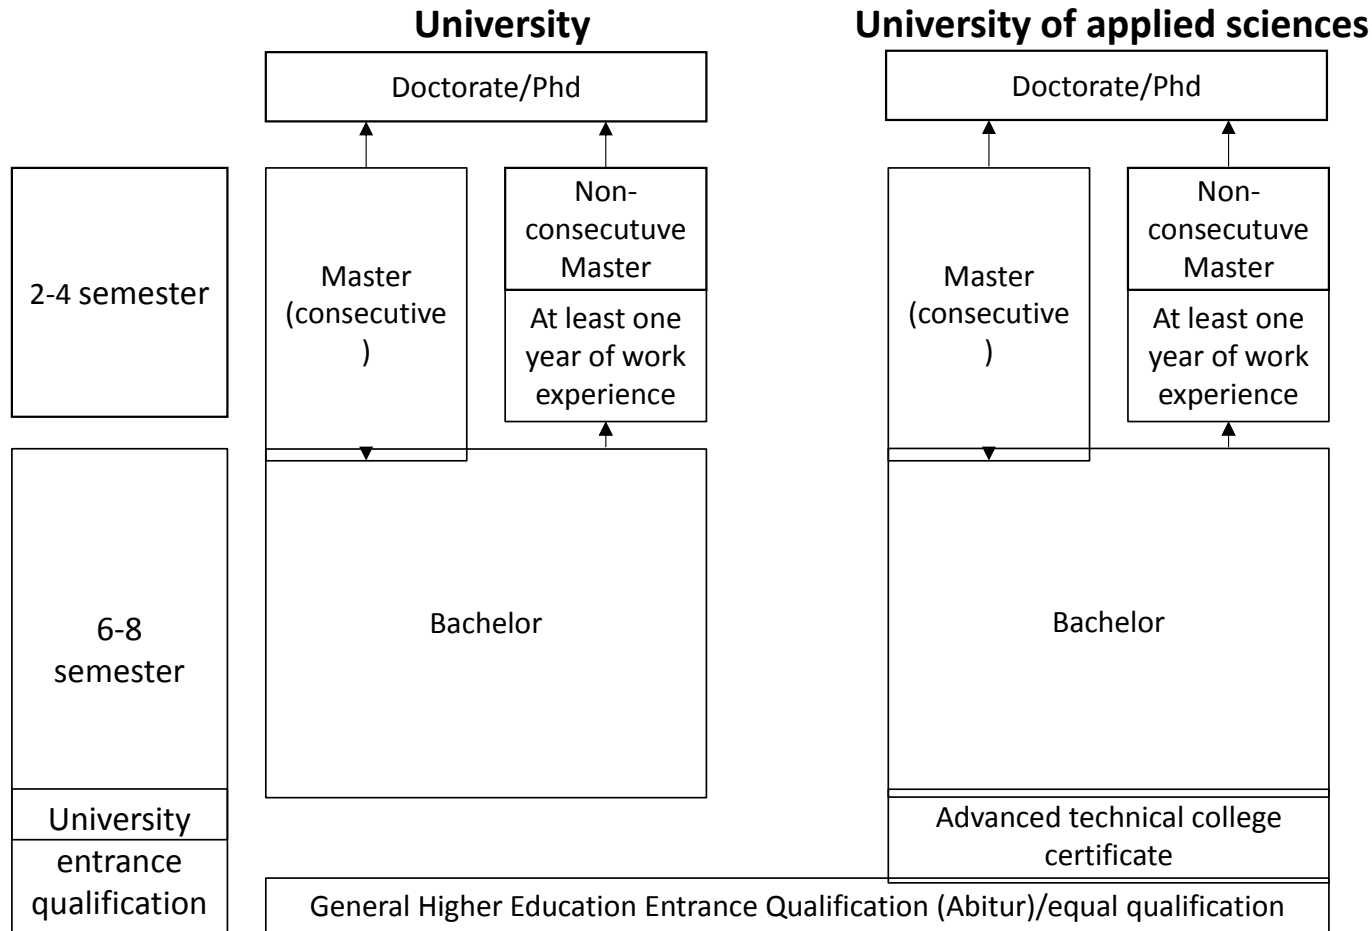 University
University of applied sciences
Doctorate/Phd
Doctorate/Phd
2-4 semester
Master
(consecutive
)
Non-
consecutuve
Master
At least one
year of work
experience
Master
(consecutive
)
Non-
consecutuve
Master
At least one
year of work
experience
6-8
semester
Bachelor
Bachelor
University
entrance
qualification
Advanced technical college
certificate
General Higher Education Entrance Qualification (Abitur)/equal qualification